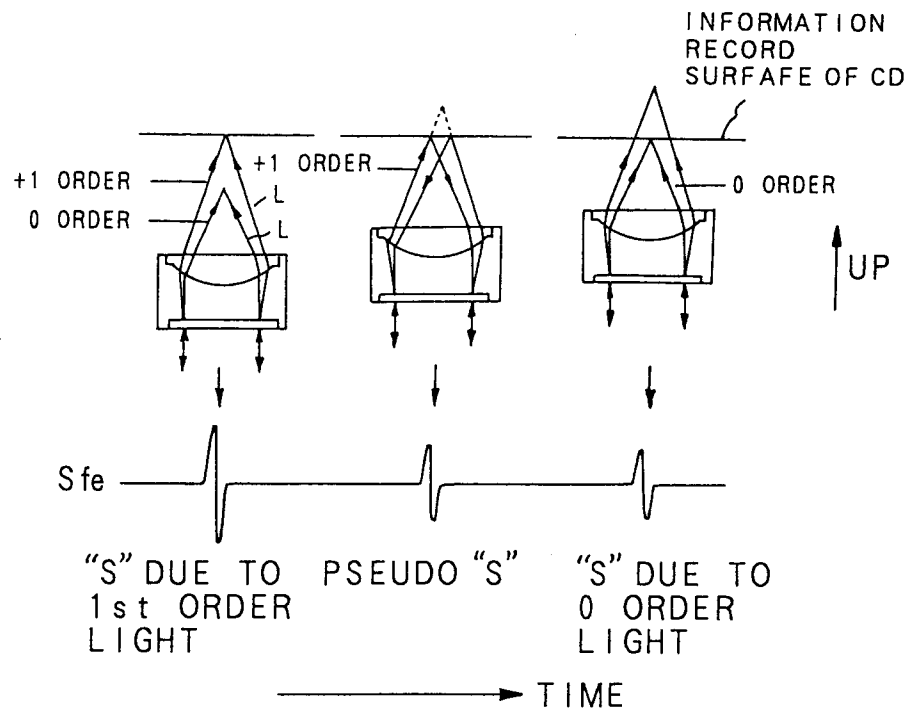 INFORMATION
RECORD
SURFAFE OF CD
+1 ORDER
0 ORDER
L
L
+1 ORDER
0 ORDER
UP
Sfe
“S” DUE TO
1st ORDER
LIGHT
PSEUDO “S”
“S” DUE TO
0 ORDER
LIGHT
TIME